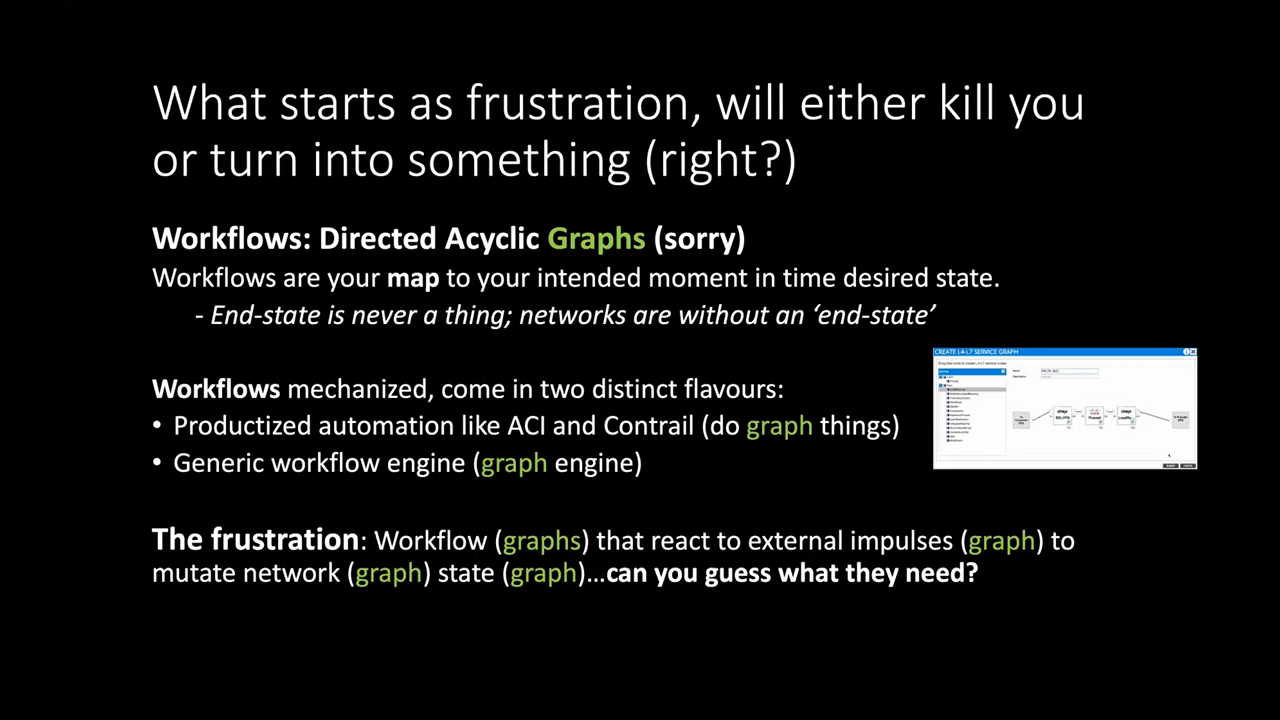 What starts as frustration, will either kill you
or turn into something (right?)
Workflows: Directed Acyclic Graphs (sorry)
Workflows are your map to your intended moment in time desired state.
- End-state is never a thing; networks are without an ‘end-state’
CREATE L4-L7 SERVICE GRAPH
Workflows mechanized, come in two distinct flavours:
• Productized automation like ACI and Contrail (do graph things)
• Generic workflow engine (graph engine)
The frustration: Workflow (graphs) that react to external impulses (graph) to
mutate network (graph) state (graph)…can you guess what they need?